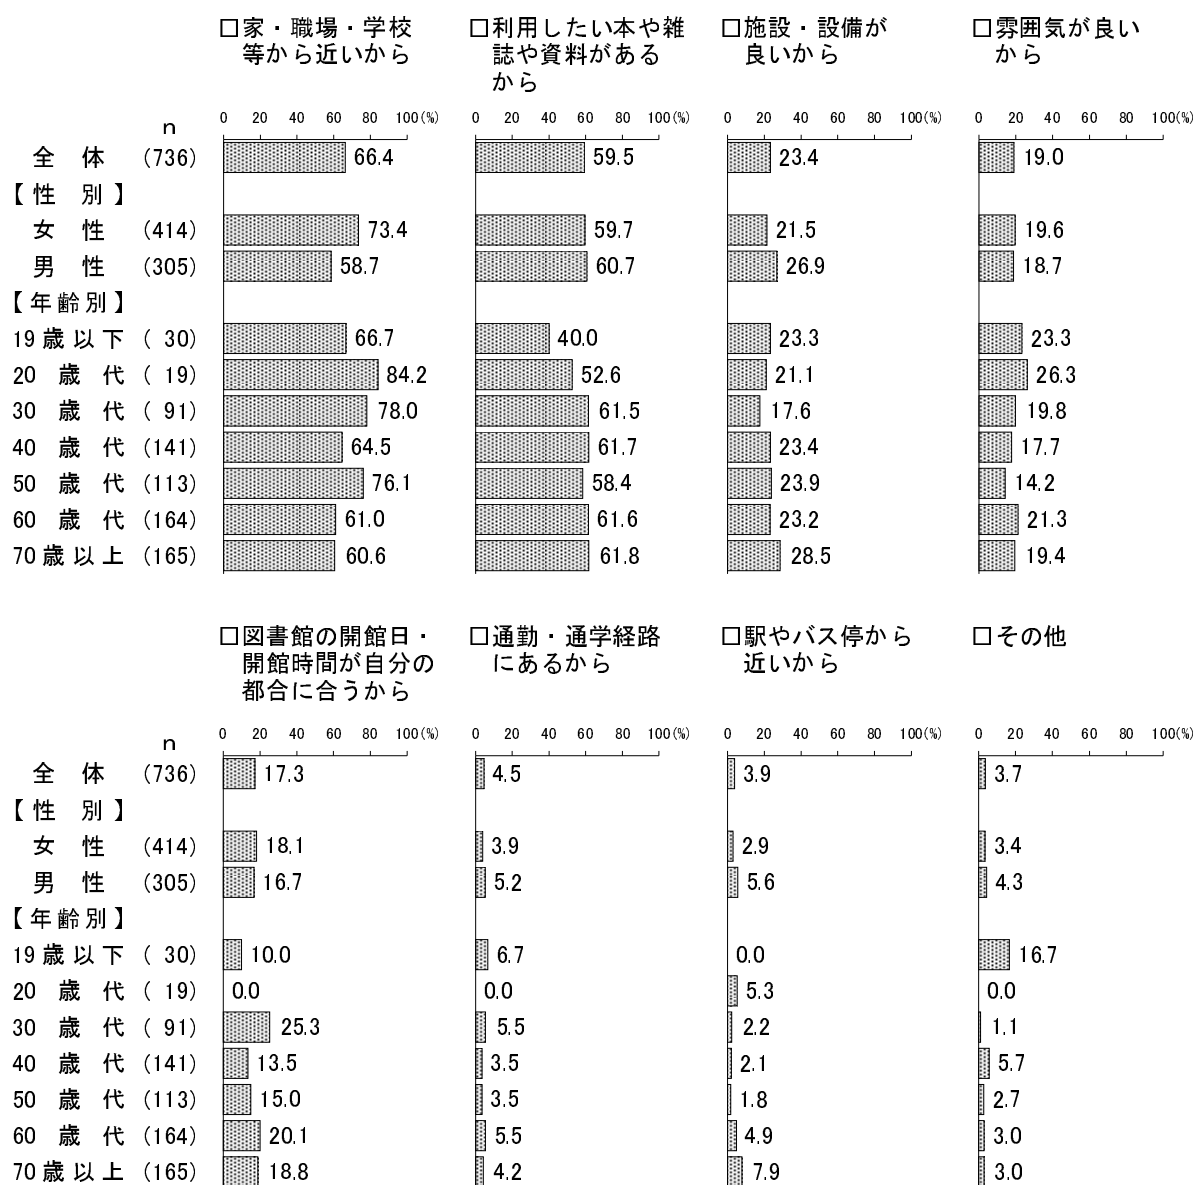 □家・職場・学校 □利用したい本や雑 □施設・設備が □雰囲気が良い
等から近いから 誌や資料がある 良いから から
から
n 0 20 40 60 80 100(%) 0 20 40 60 80 100(%) 0 20 40 60 80 100(%) 0 20 40 60 80 100(%)
全体 (736) 66.4 59.5 23.4 19.0
【性別】
女性 (414) 73.4 59.7 21.5 19.6
男性 (305) 58.7 60.7 26.9 18.7
【年齢別】
19歳以下 ( 30) 66.7 40.0 23.3 23.3
20歳代 ( 19) 84.2 52.6 21.1 26.3
30歳代 ( 91) 78.0 61.5 17.6 19.8
40歳代 (141) 64.5 61.7 23.4 17.7
50歳代 (113) 76.1 58.4 23.9 14.2
60歳代 (164) 61.0 61.6 23.2 21.3
70歳以上 (165) 60.6 61.8 28.5 19.4
□図書館の開館日・ □通勤・通学経路 □駅やバス停から □その他
開館時間が自分の にあるから 近いから
都合に合うから
n 0 20 40 60 80 100(%) 0 20 40 60 80 100(%) 0 20 40 60 80 100(%) 0 20 40 60 80 100(%)
全体 (736) 17.3 4.5 3.9 3.7
【性別】
女性 (414) 18.1 3.9 2.9 3.4
男性 (305) 16.7 5.2 5.6 4.3
【年齢別】
19歳以下 ( 30) 10.0 6.7 0.0 16.7
20歳代 ( 19) 0.0 0.0 5.3 0.0
30歳代 ( 91) 25.3 5.5 2.2 1.1
40歳代 (141) 13.5 3.5 2.1 5.7
50歳代 (113) 15.0 3.5 1.8 2.7
60歳代 (164) 20.1 5.5 4.9 3.0
70歳以上 (165) 18.8 4.2 7.9 3.0